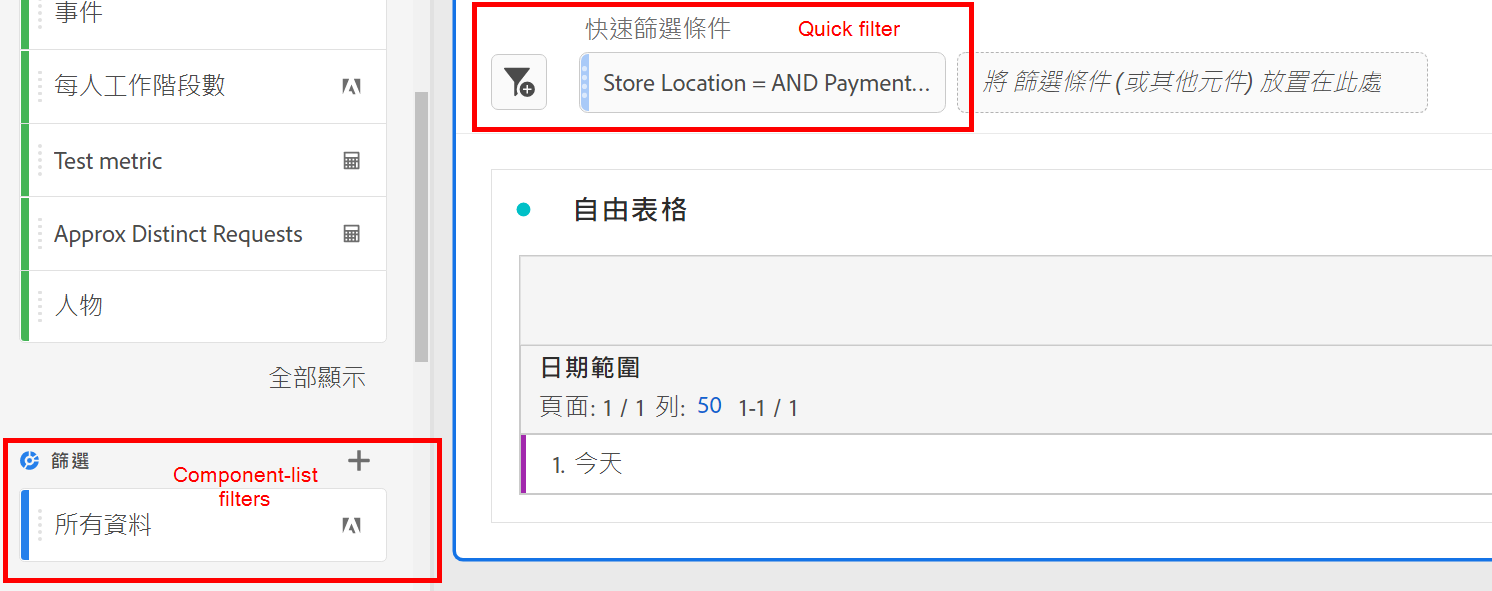 事件
每人工作階段數
Test metric
Approx Distinct Requests
人物
全部顯示
篩選
Component-list
filters
所有資料
快速篩選條件
Quick filter
Store Location = AND Payment...
將 篩選條件 (或其他元件) 放置在此處
自由表格
日期範圍
頁面: 1 / 1 列: 50 1-1 / 1
1. 今天